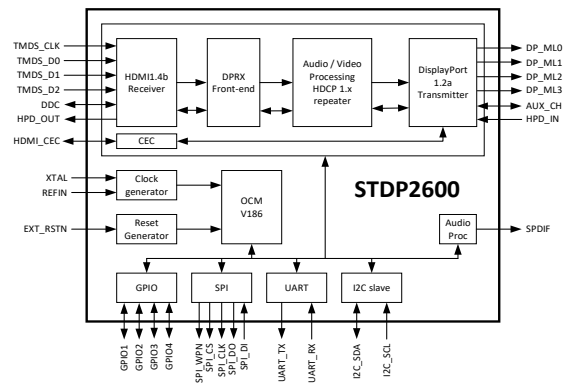 TMDS_CLK
TMDS_D0
TMDS_D1
TMDS_D2
DDC
HPD_OUT
HDMI_CEC
HDMI1.4b
Receiver
DPRX
Front-end
Audio / Video
Processing
HDCP 1.x
repeater
DisplayPort
1.2a
Transmitter
DP_ML0
DP_ML1
DP_ML2
DP_ML3
AUX_CH
HPD_IN
CEC
XTAL
REFIN
Clock
generator
OCM
V186
STDP2600
EXT_RSTN
Reset
Generator
Audio
Proc
SPDIF
GPIO
SPI
UART
I2C slave
GPIO1
GPIO2
GPIO3
GPIO4
SPI_WPN
SPI_CS
SPI_CLK
SPI_DO
SPI_DI
UART_TX
UART_RX
I2C_SDA
I2C_SCL